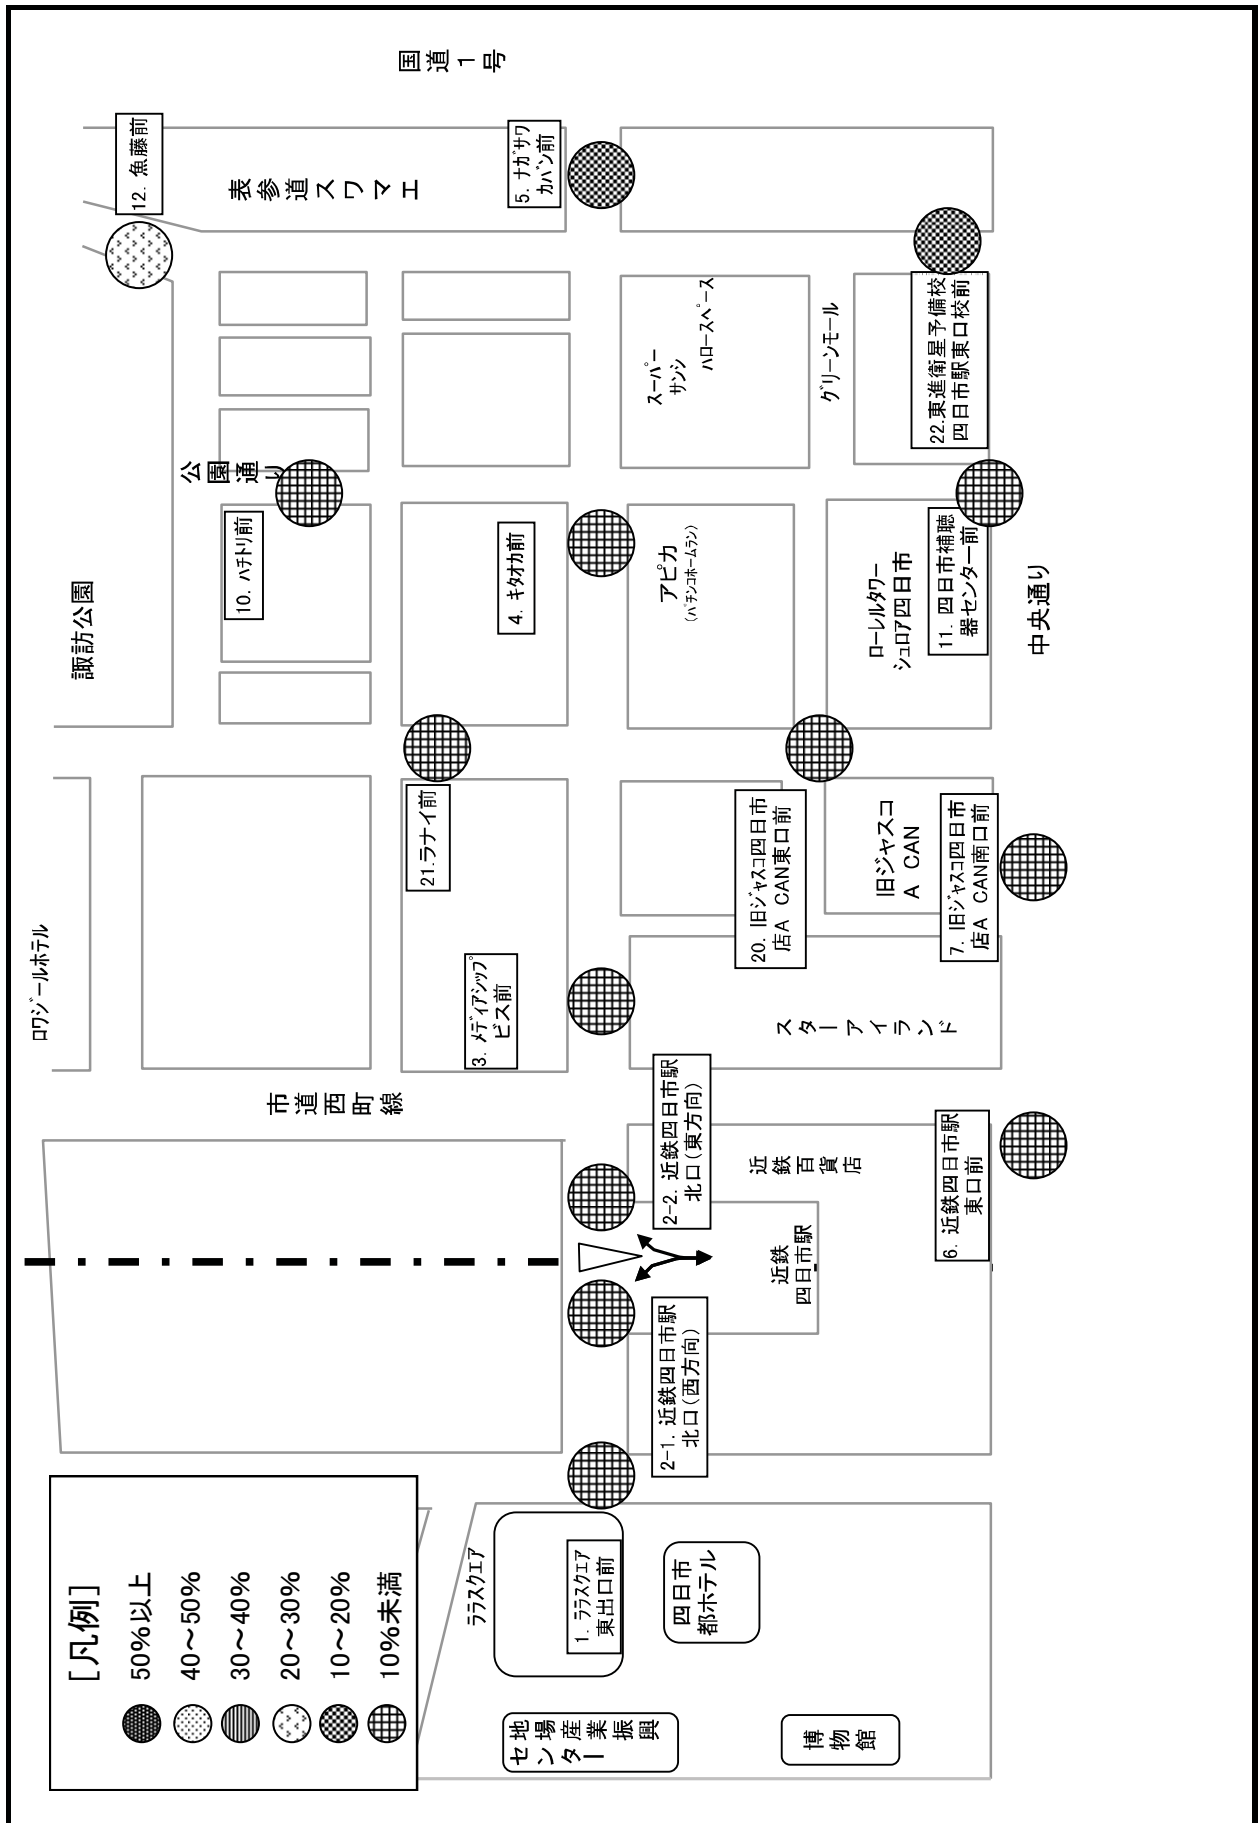 国道１号
12. 魚藤前
表参道スワマエ
5. ﾅｶﾞｻﾜ
ｶﾊﾞﾝ前
公園通り
10. ﾊﾁﾄﾘ前
諏訪公園
4. ｷﾀｵｶ前
スーパー
サンシ
ﾊﾛｰｽﾍﾟｰｽ
グリーンモール
22.東進衛星予備校
四日市駅東口校前
アピカ
(ﾊﾟﾁﾝｺﾎｰﾑﾗﾝ)
ﾛｰﾚﾙﾀﾜｰ
ｼｭﾛｱ四日市
11. 四日市補聴
器センター前
中央通り
21.ラナイ前
20. 旧ｼﾞｬｽｺ四日市
店A CAN東口前
旧ジャスコ
A CAN
7. 旧ｼﾞｬｽｺ四日市
店A CAN南口前
ﾛﾜｼﾞｰﾙﾎﾃﾙ
3. ﾒﾃﾞｨｱｼｯﾌﾟ
ビス前
スターアイランド
市道西町線
2-2. 近鉄四日市駅
北口(東方向)
近鉄百貨店
6. 近鉄四日市駅
東口前
近鉄
四日市駅
2-1. 近鉄四日市駅
北口(西方向)
[凡例]
50%以上
40～50%
30～40%
20～30%
10～20%
10%未満
ﾗﾗｽｸｴｱ
1. ﾗﾗｽｸｴｱ
東出口前
四日市
都ホテル
地場産業振興
センター
博物館